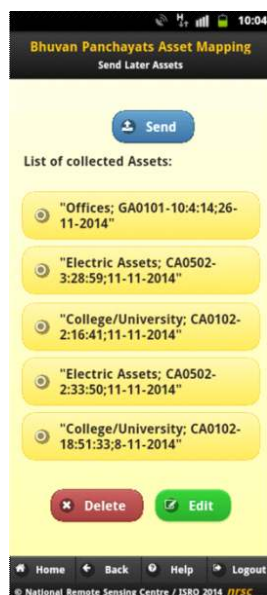 10:04
Bhuvan Panchayats Asset Mapping
Send Later Assets
Send
List of collected Assets:
"Offices; GA0101-10:4:14;26-
11-2014"
"Electric Assets; CA0502-
3:28:59;11-11-2014"
"College/University; CA0102-
2:16:41;11-11-2014"
"Electric Assets; CA0502-
2:33:50;11-11-2014"
"College/University; CA0102-
18:51:33;8-11-2014"
Delete Edit
Home Back Help Logout
© National Remote Sensing Centre / ISRO 2014 nrsc